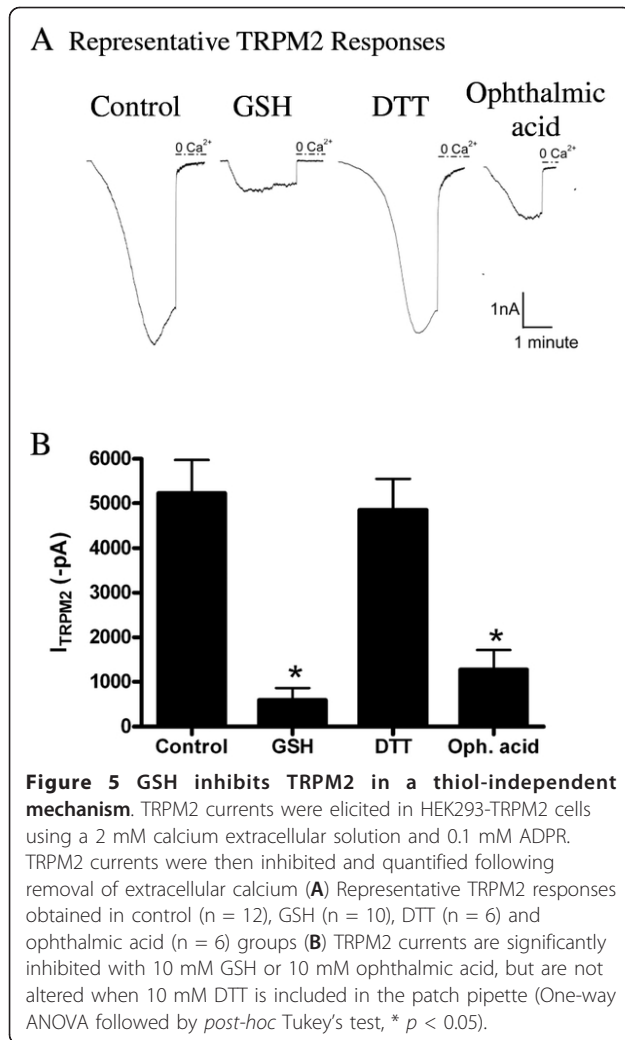 A Representative TRPM2 Responses
Control GSH DTT Ophthalmic acid
0 Ca²⁺ 0 Ca²⁺ 0 Ca²⁺ 0 Ca²⁺
1nA
1 minute
B
I_TRPM2 (-pA)
6000
5000
4000
3000
2000
1000
0
* *
Control GSH DTT Oph. acid
Figure 5 GSH inhibits TRPM2 in a thiol-independent
mechanism. TRPM2 currents were elicited in HEK293-TRPM2 cells
using a 2 mM calcium extracellular solution and 0.1 mM ADPR.
TRPM2 currents were then inhibited and quantified following
removal of extracellular calcium (A) Representative TRPM2 responses
obtained in control (n = 12), GSH (n = 10), DTT (n = 6) and
ophthalmic acid (n = 6) groups (B) TRPM2 currents are significantly
inhibited with 10 mM GSH or 10 mM ophthalmic acid, but are not
altered when 10 mM DTT is included in the patch pipette (One-way
ANOVA followed by post-hoc Tukey's test, * p < 0.05).